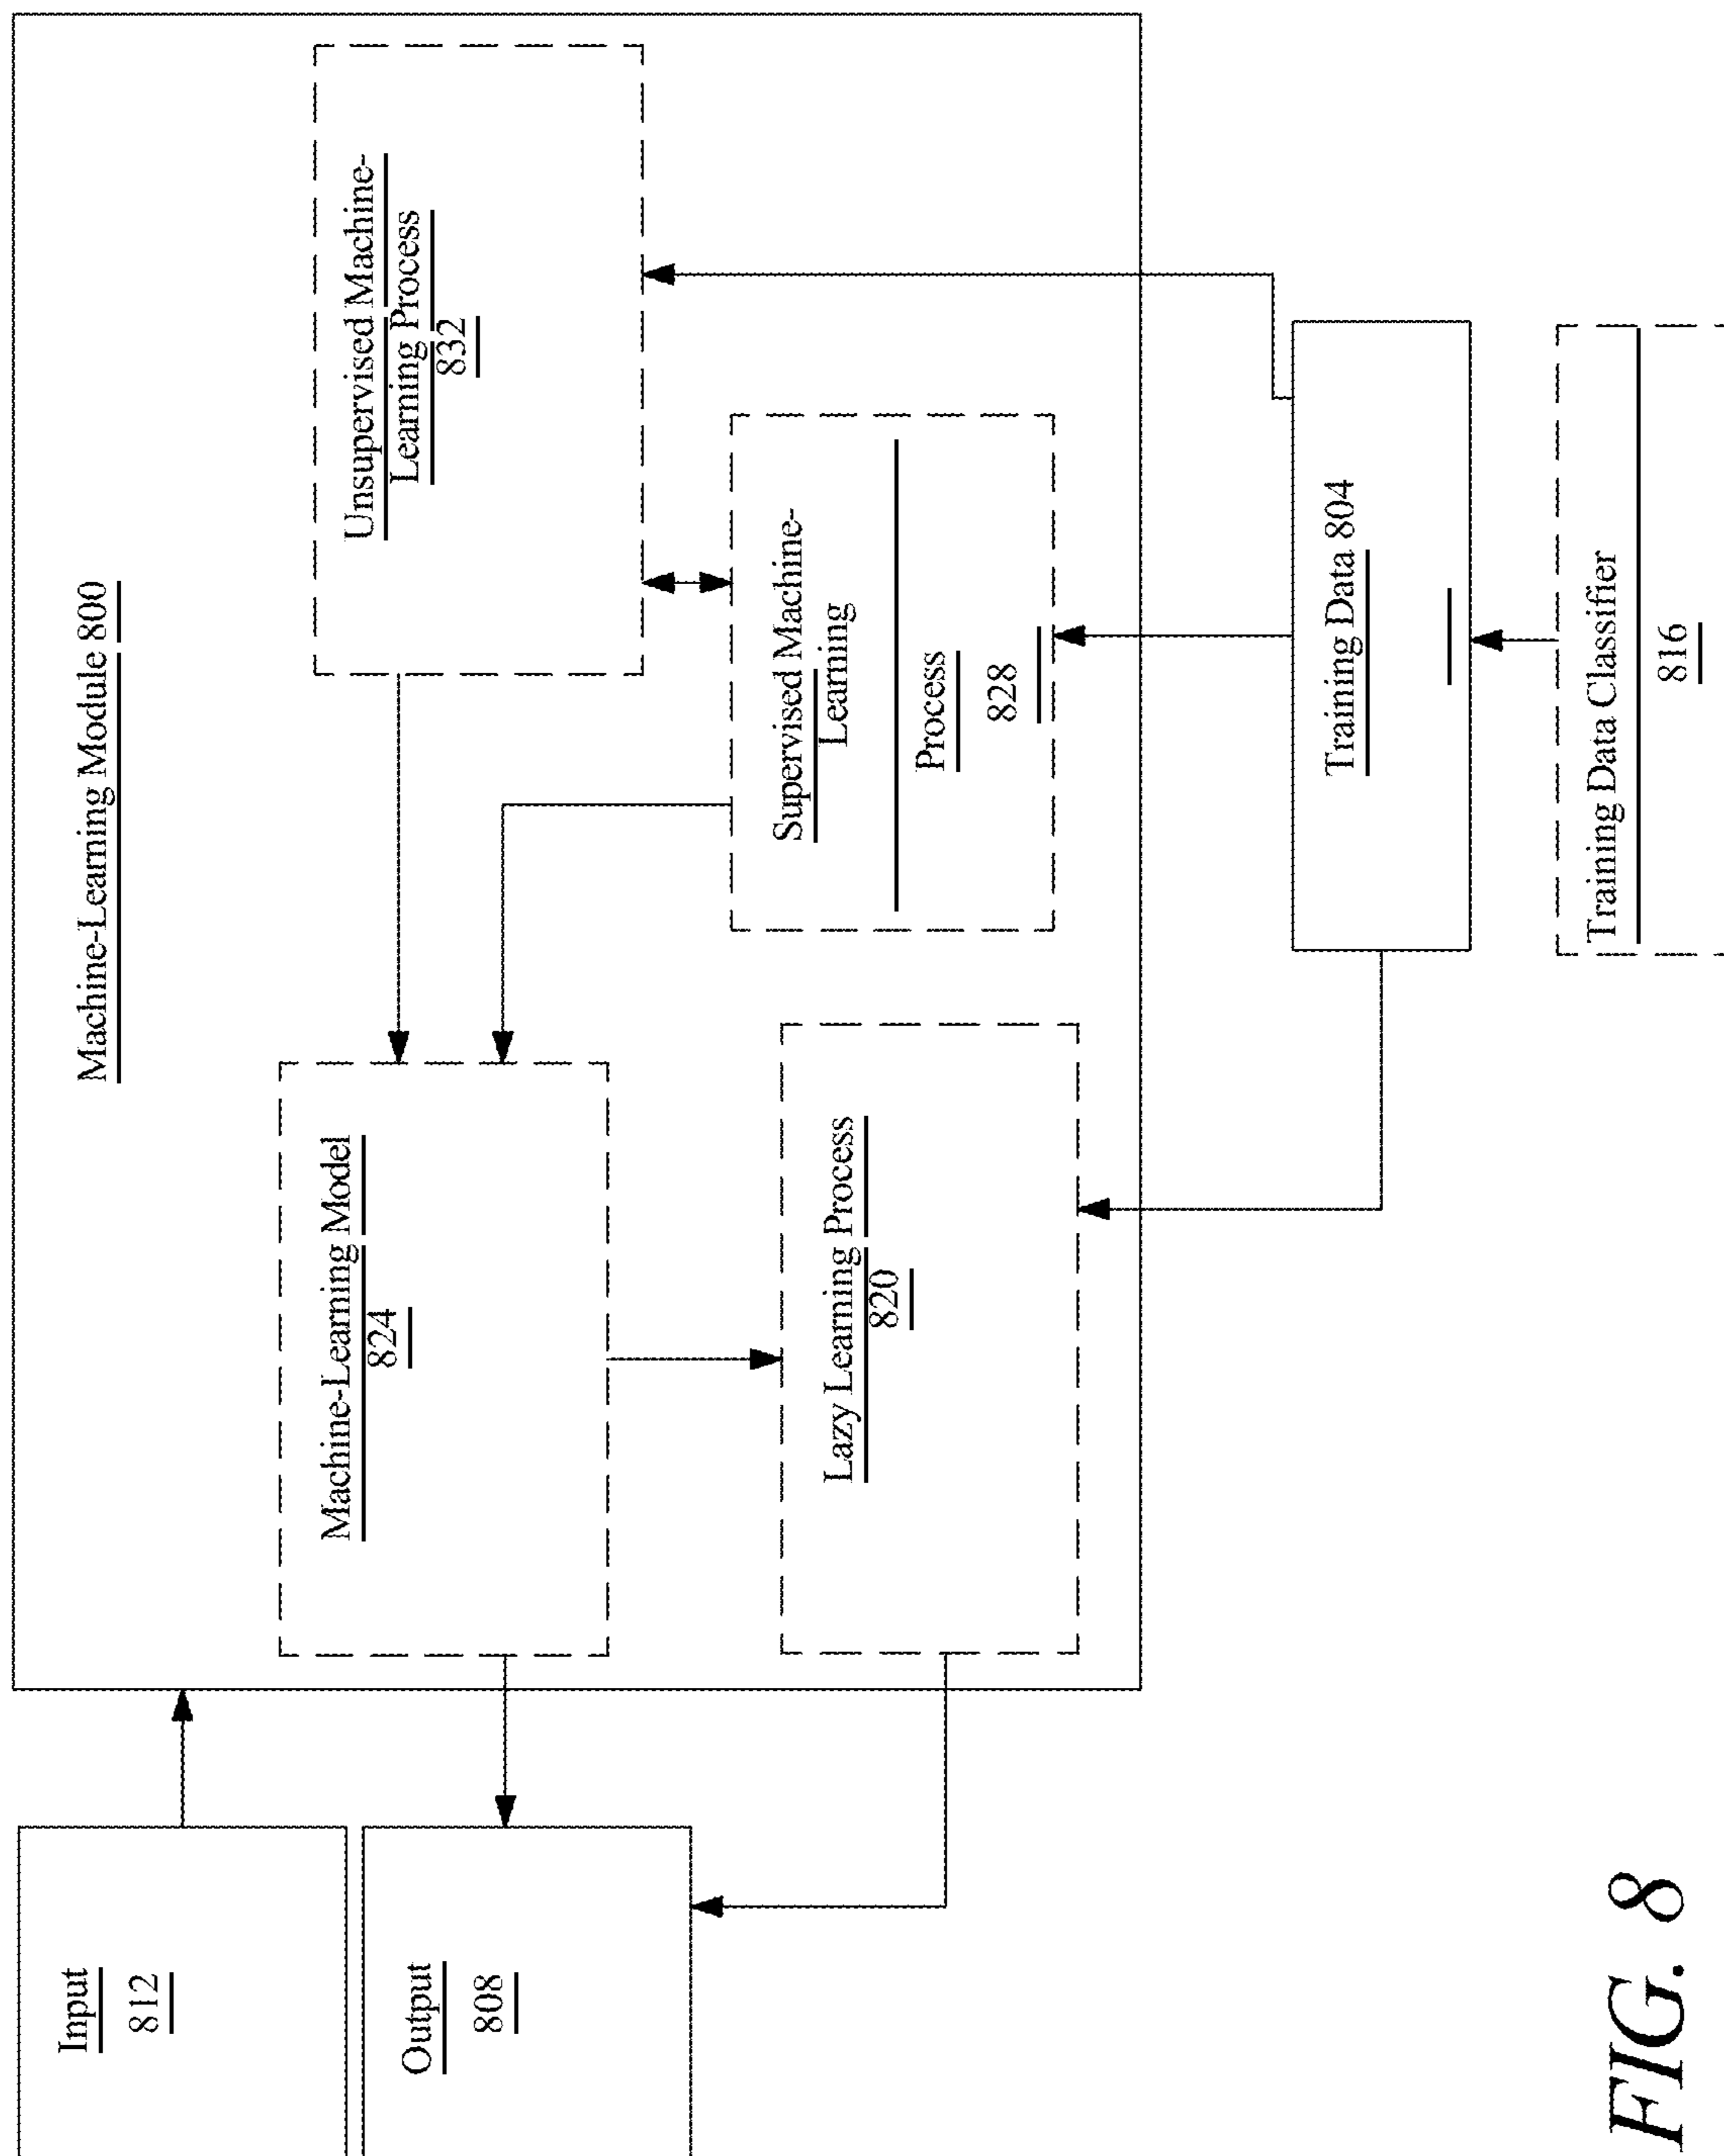 Machine-Learning Module 800
Input
812
Output
808
Machine-Learning Model
824
Unsupervised Machine-
Learning Process
832
Lazy Learning Process
820
Supervised Machine-
Learning
Process
828
Training Data 804
Training Data Classifier
816
FIG. 8